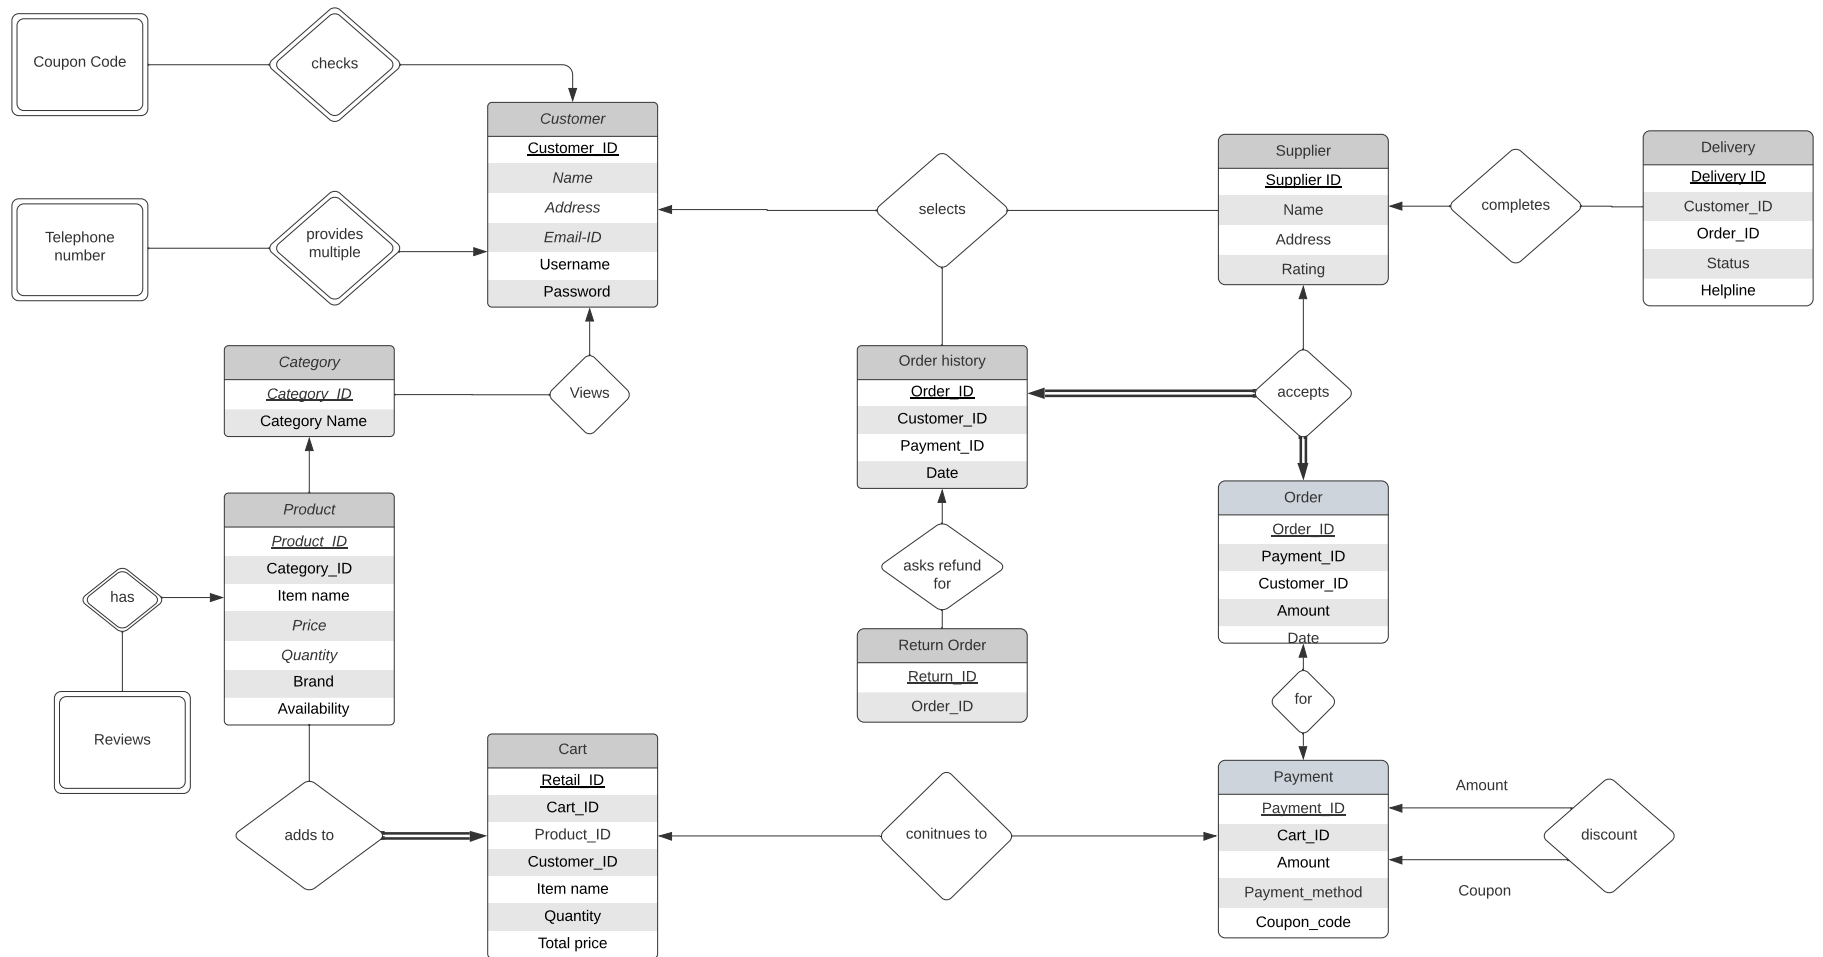 Coupon Code
checks
Customer
Customer_ID
Name
Address
Email-ID
Username
Password
Telephone
number
provides
multiple
selects
Supplier
Supplier ID
Name
Address
Rating
completes
Delivery
Delivery ID
Customer_ID
Order_ID
Status
Helpline
Category
Category_ID
Category Name
Views
Order history
Order_ID
Customer_ID
Payment_ID
Date
accepts
Product
Product_ID
Category_ID
Item name
Price
Quantity
Brand
Availability
has
Reviews
asks refund
for
Return Order
Return_ID
Order_ID
Order
Order_ID
Payment_ID
Customer_ID
Amount
Date
for
adds to
Cart
Retail_ID
Cart_ID
Product_ID
Customer_ID
Item name
Quantity
Total price
conitnues to
Payment
Payment_ID
Cart_ID
Amount
Payment_method
Coupon_code
Amount
discount
Coupon